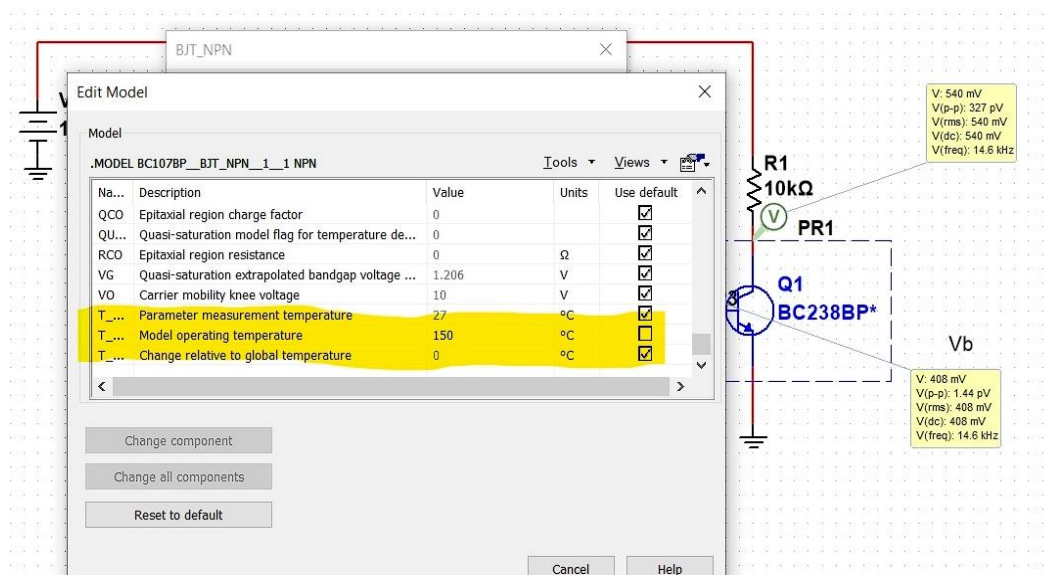 BJT_NPN
Edit Model
Model
.MODEL BC107BP__BJT_NPN__1__1 NPN
Tools
Views
Na... Description Value Units Use default
QCO Epitaxial region charge factor 0
QU... Quasi-saturation model flag for temperature de... 0
RCO Epitaxial region resistance 0 Ω
VG Quasi-saturation extrapolated bandgap voltage ... 1.206 V
VO Carrier mobility knee voltage 10 V
T_... Parameter measurement temperature 27 ºC
T_... Model operating temperature 150 ºC
T_... Change relative to global temperature 0 ºC
Change component
Change all components
Reset to default
Cancel
Help
V
1
R1
10kΩ
V
PR1
Q1
BC238BP*
3
Vb
V: 540 mV
V(p-p): 327 pV
V(rms): 540 mV
V(dc): 540 mV
V(freq): 14.6 kHz
V: 408 mV
V(p-p): 1.44 pV
V(rms): 408 mV
V(dc): 408 mV
V(freq): 14.6 kHz